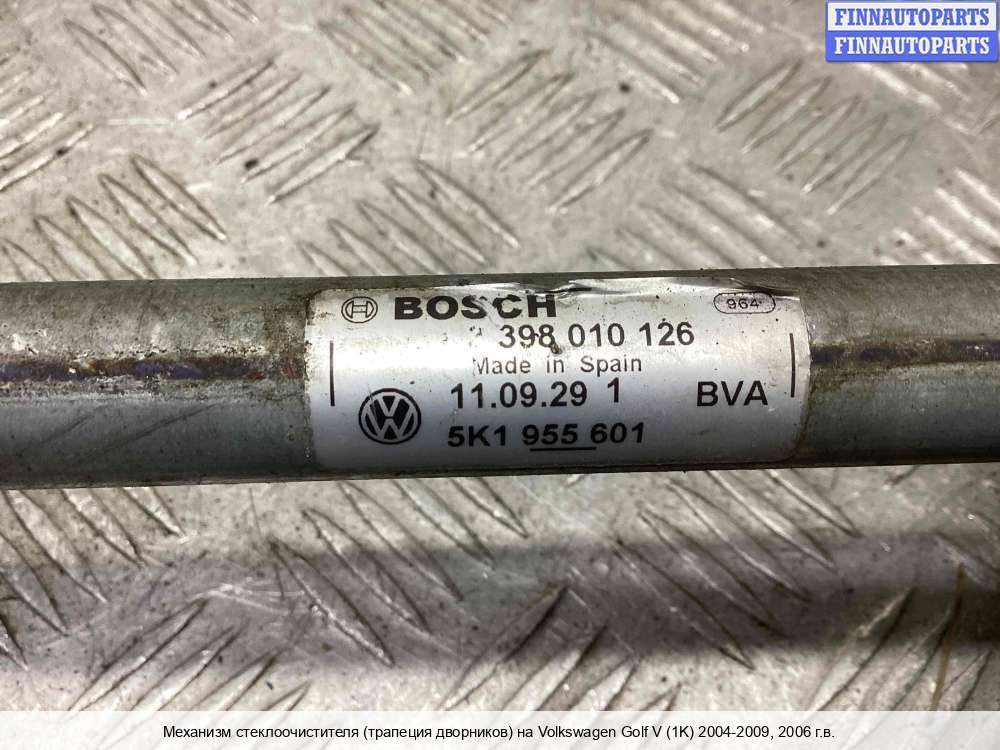 FINNAUTOPARTS
FINNAUTOPARTS
BOSCH
964
398 010 126
Made in Spain
11.09.29 1
BVA
5K1 955 601
Механизм стеклоочистителя (трапеция дворников) на Volkswagen Golf V (1K) 2004-2009, 2006 г.в.